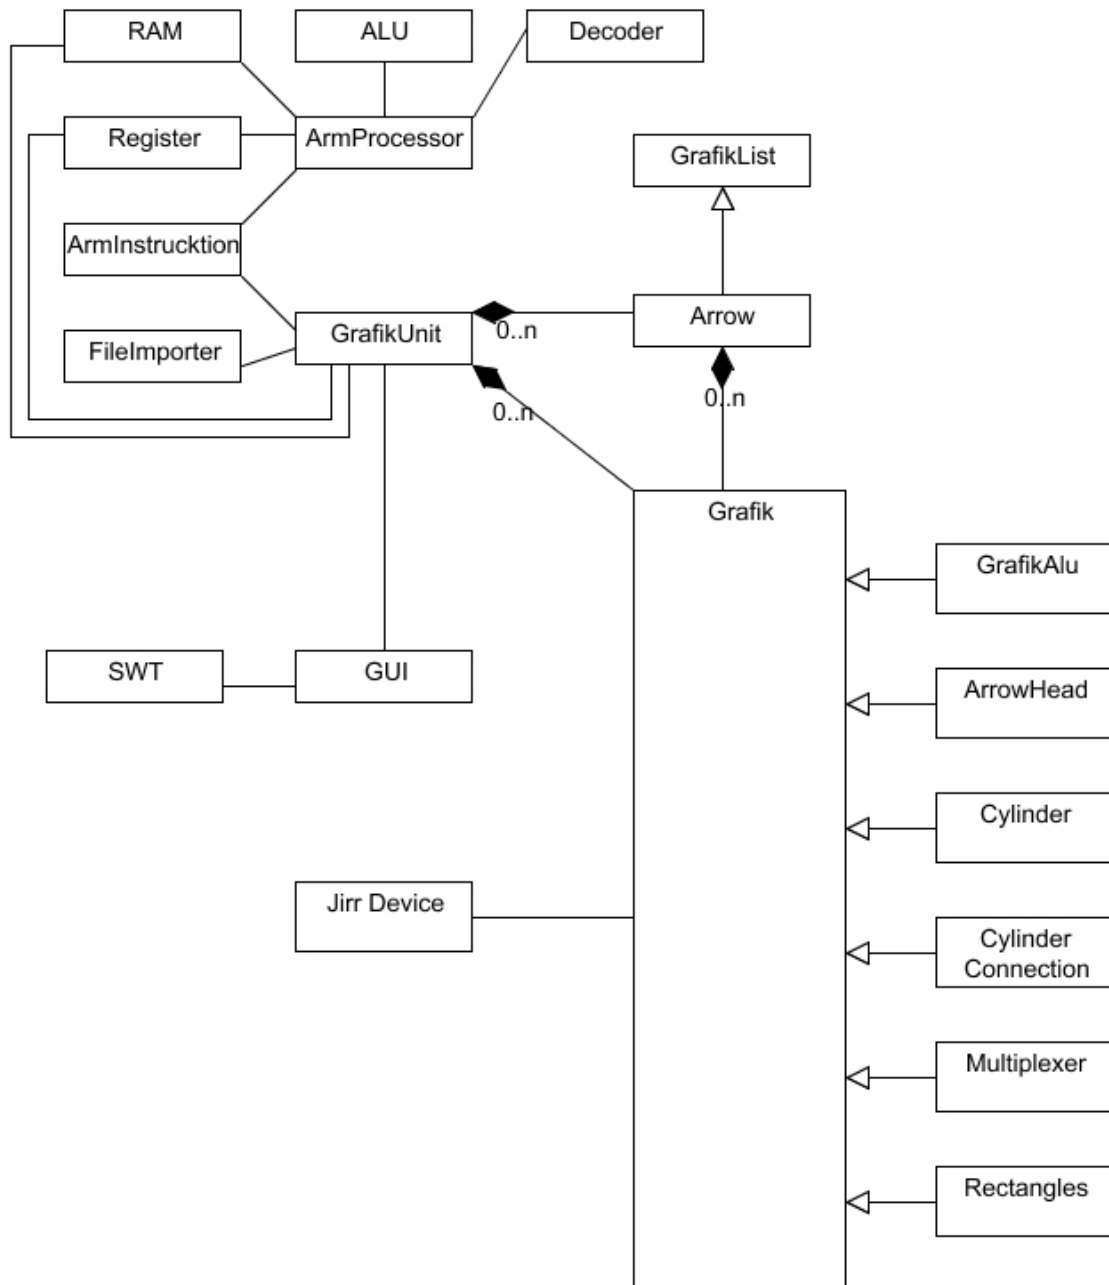 RAM
ALU
Decoder
Register
ArmProcessor
GrafikList
ArmInstrucktion
FileImporter
GrafikUnit
0..n
Arrow
0..n
0..n
Grafik
GrafikAlu
SWT
GUI
ArrowHead
Cylinder
Jirr Device
Cylinder
Connection
Multiplexer
Rectangles